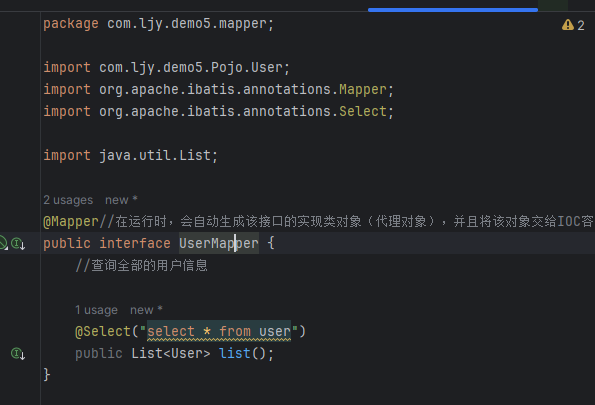 package com.ljy.demo5.mapper;
2
import com.ljy.demo5.Pojo.User;
import org.apache.ibatis.annotations.Mapper;
import org.apache.ibatis.annotations.Select;
import java.util.List;
2 usages new *
@Mapper//在运行时，会自动生成该接口的实现类对象（代理对象），并且将该对象交给IOC容
public interface UserMapper {
//查询全部的用户信息
1 usage new *
@Select("select * from user")
public List<User> list();
}